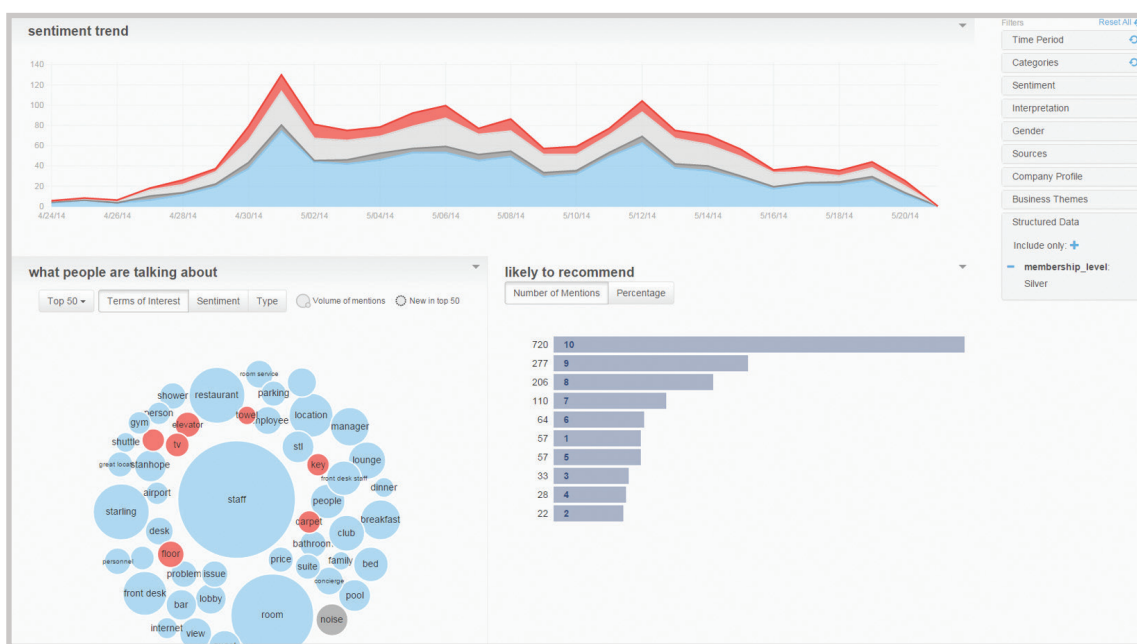 sentiment trend
Filters
Reset All
Time Period
Categories
Sentiment
Interpretation
Gender
Sources
Company Profile
Business Themes
Structured Data
Include only:
membership_level:
Silver
140
120
100
80
60
40
20
0
4/24/14 4/26/14 4/28/14 4/30/14 5/02/14 5/04/14 5/06/14 5/08/14 5/10/14 5/12/14 5/14/14 5/16/14 5/18/14 5/20/14
what people are talking about
Top 50 Terms of Interest Sentiment Type Volume of mentions New in top 50
room service
shower
restaurant
parking
person
towel
mployee
location
gym
elevator
manager
shuttle
tv
stl
great locati
stanhope
key
lounge
front desk staff
airport
staff
dinner
people
starling
carpet
breakfast
desk
club
bathroom
floor
personnel
price
family
bed
problem
issue
suite
concierge
front desk
bar
lobby
pool
room
noise
internet
view
likely to recommend
Number of Mentions Percentage
720 10
277 9
206 8
110 7
64 6
57 1
57 5
33 3
28 4
22 2